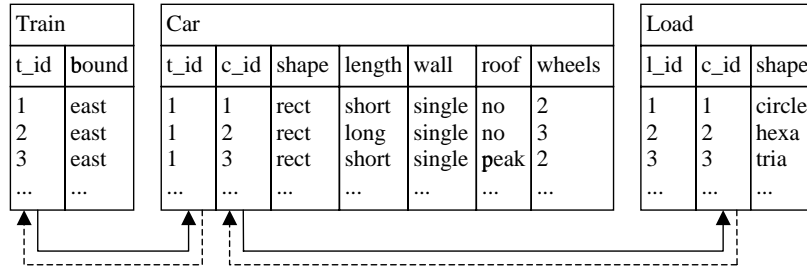 Train Car Load
t_id bound t_id c_id shape length wall roof wheels l_id c_id shape
1 east 1 1 rect short single no 2 1 1 circle
2 east 1 2 rect long single no 3 2 2 hexa
3 east 1 3 rect short single peak 2 3 3 tria
... ... ... ... ... ... ... ... ... ... ... ...